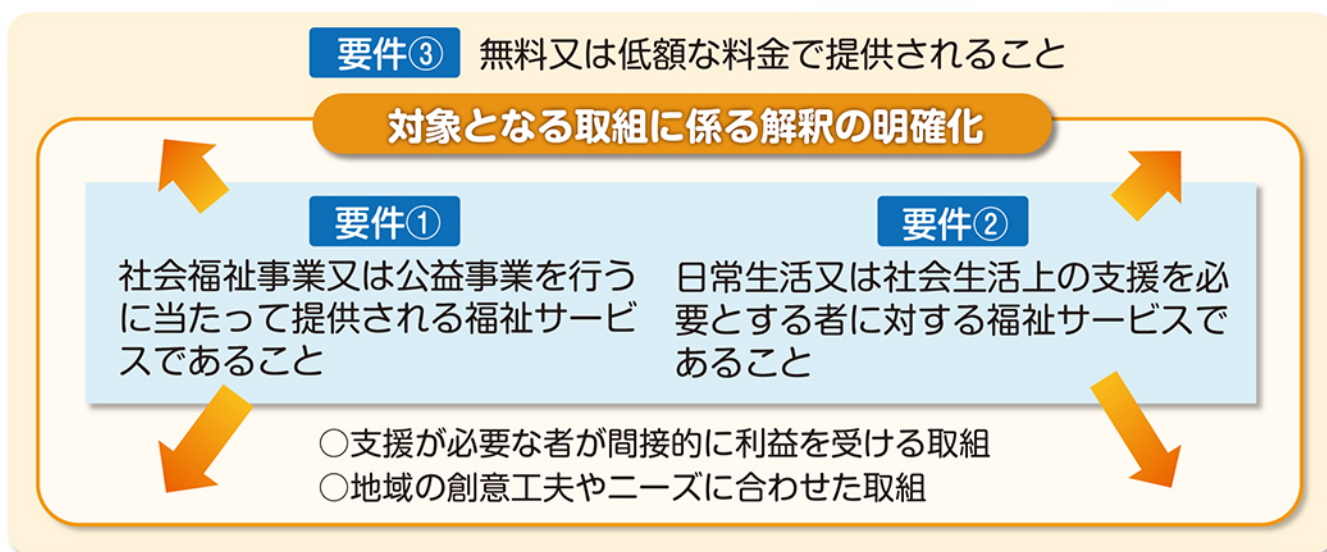 要件③ 無料又は低額な料金で提供されること
対象となる取組に係る解釈の明確化
要件①
社会福祉事業又は公益事業を行う
に当たって提供される福祉サービ
スであること
要件②
日常生活又は社会生活上の支援を必
要とする者に対する福祉サービスで
あること
○支援が必要な者が間接的に利益を受ける取組
○地域の創意工夫やニーズに合わせた取組